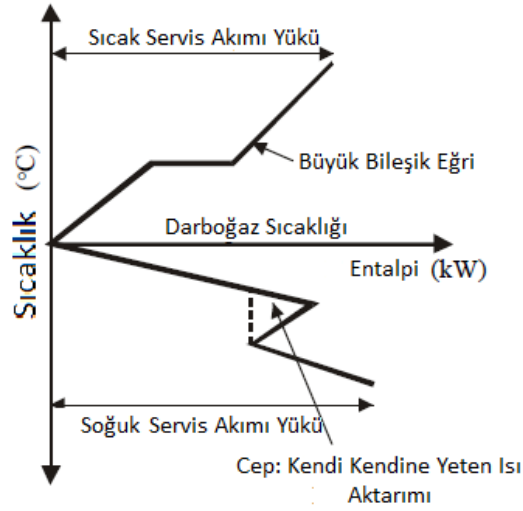 Sıcak Servis Akımı Yükü
Sıcaklık (°C)
Büyük Bileşik Eğri
Darboğaz Sıcaklığı
Entalpi (kW)
Soğuk Servis Akımı Yükü
Cep: Kendi Kendine Yeten Isı
Aktarımı